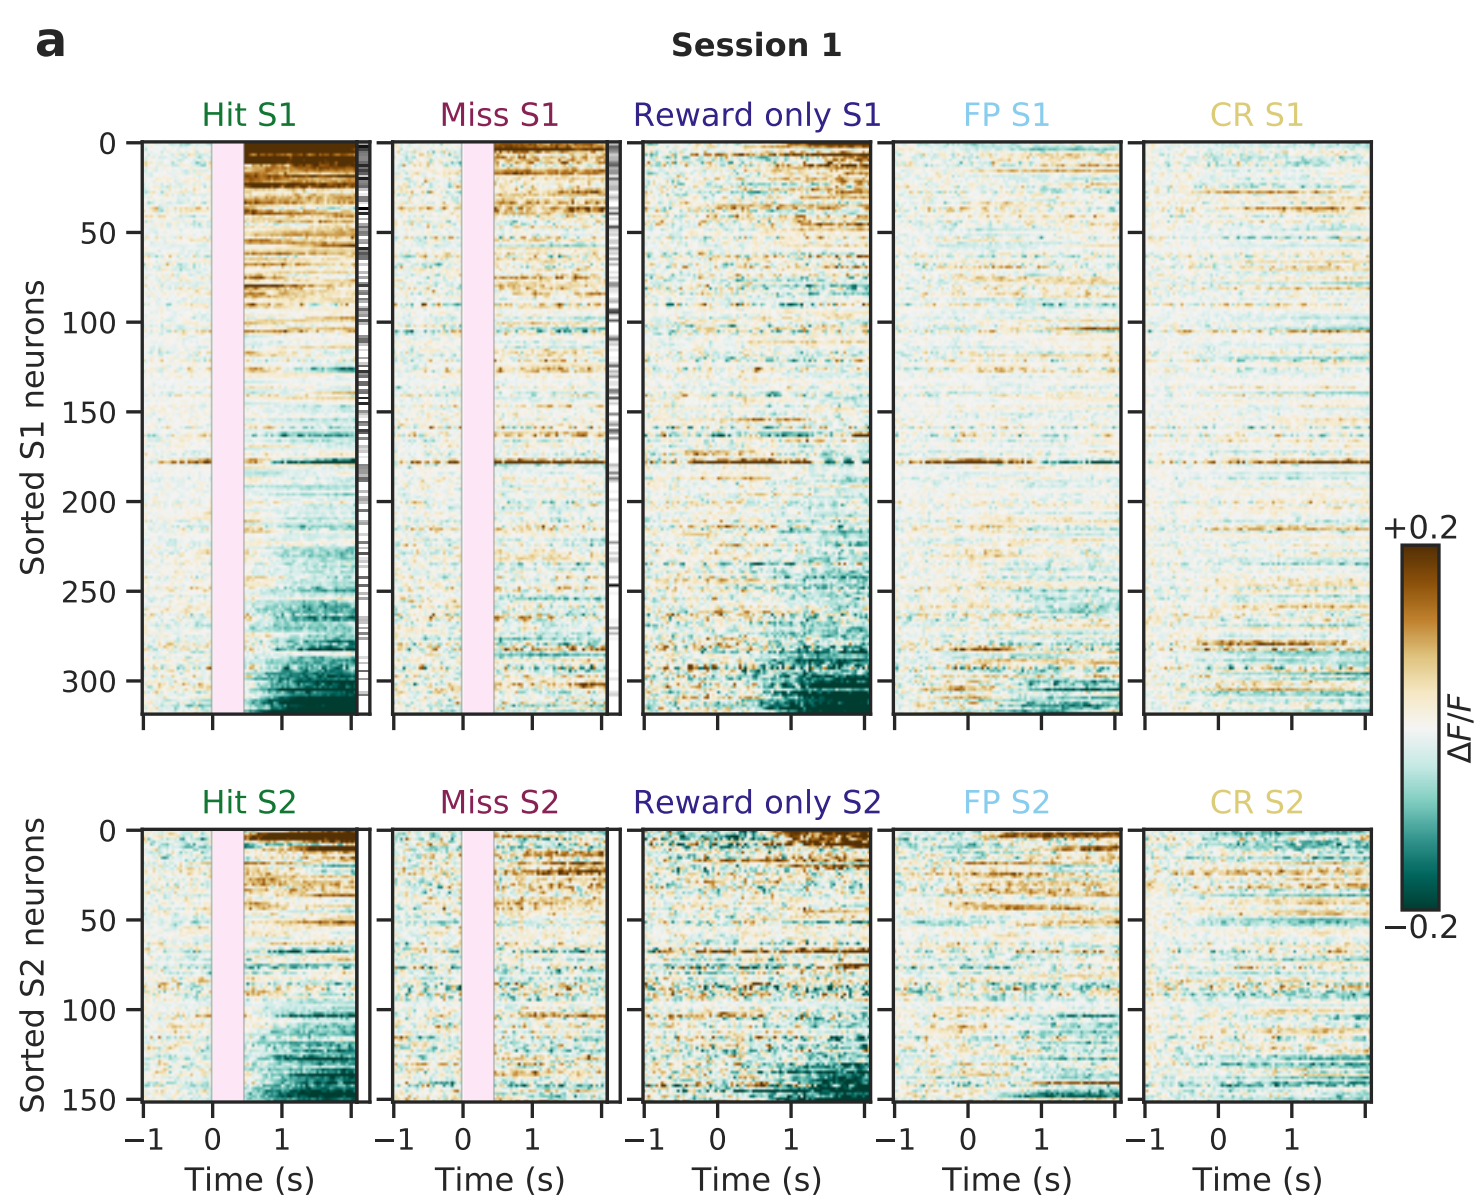 a
Session 1
Hit S1
Miss S1
Reward only S1
FP S1
CR S1
Sorted S1 neurons
0
50
100
150
200
250
300
+0.2
ΔF/F
−0.2
Hit S2
Miss S2
Reward only S2
FP S2
CR S2
Sorted S2 neurons
0
50
100
150
−1 0 1
−1 0 1
−1 0 1
−1 0 1
−1 0 1
Time (s)
Time (s)
Time (s)
Time (s)
Time (s)